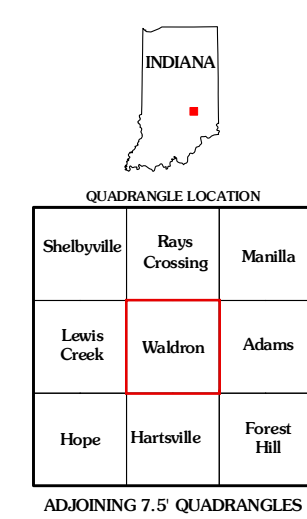 INDIANA
QUADRANGLE LOCATION
Shelbyville
Rays
Crossing
Manilla
Lewis
Creek
Waldron
Adams
Hope
Hartsville
Forest
Hill
ADJOINING 7.5' QUADRANGLES